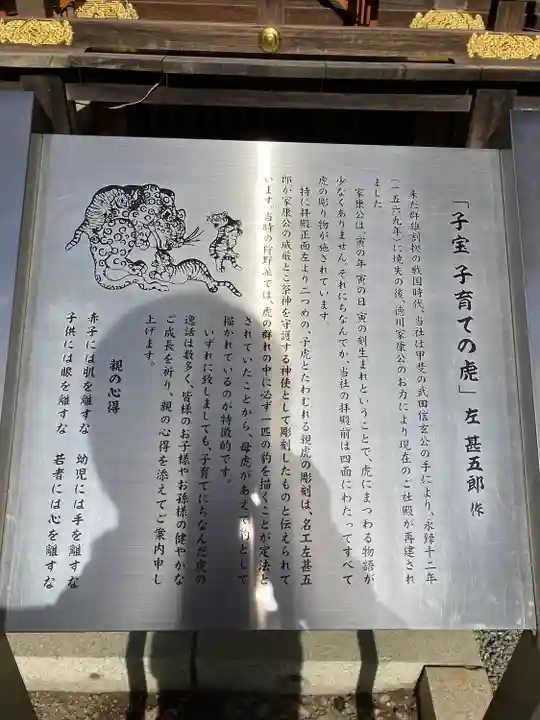 「子宝 子育ての虎」左 甚五郎 作
未だ群雄割拠の戦国時代、当社は甲斐の武田信玄公の手により、永禄十二年
(一五六九年)に焼失の後、徳川家康公のお力により現在のご社殿が再建され
ました
家康公は、寅の年、寅の日、寅の刻生まれということで、虎にまつわる物語が
少なくありません。それにちなんでか、当社の拝殿前は四面にわたってすべて
虎の彫り物が施されています。
特に拝殿正面左より二つめの、子虎とたわむれる親虎の彫刻は、名工左甚五
郎が家康公の威厳とご祭神を守護する神使として彫刻したものと伝えられて
います。当時の狩野派では、虎の群れの中に必ず一匹の豹を描くことが定法と
されていたことから、母虎があえて豹として
描かれているのが特徴的です。
いずれに致しましても、子育てにちなんだ虎の
逸話は数多く、皆様のお子様やお孫様の健やかな
ご成長を祈り、親の心得を添えてご案内申し
上げます。
親の心得
赤子には肌を離すな　幼児には手を離すな
子供には眼を離すな　若者には心を離すな